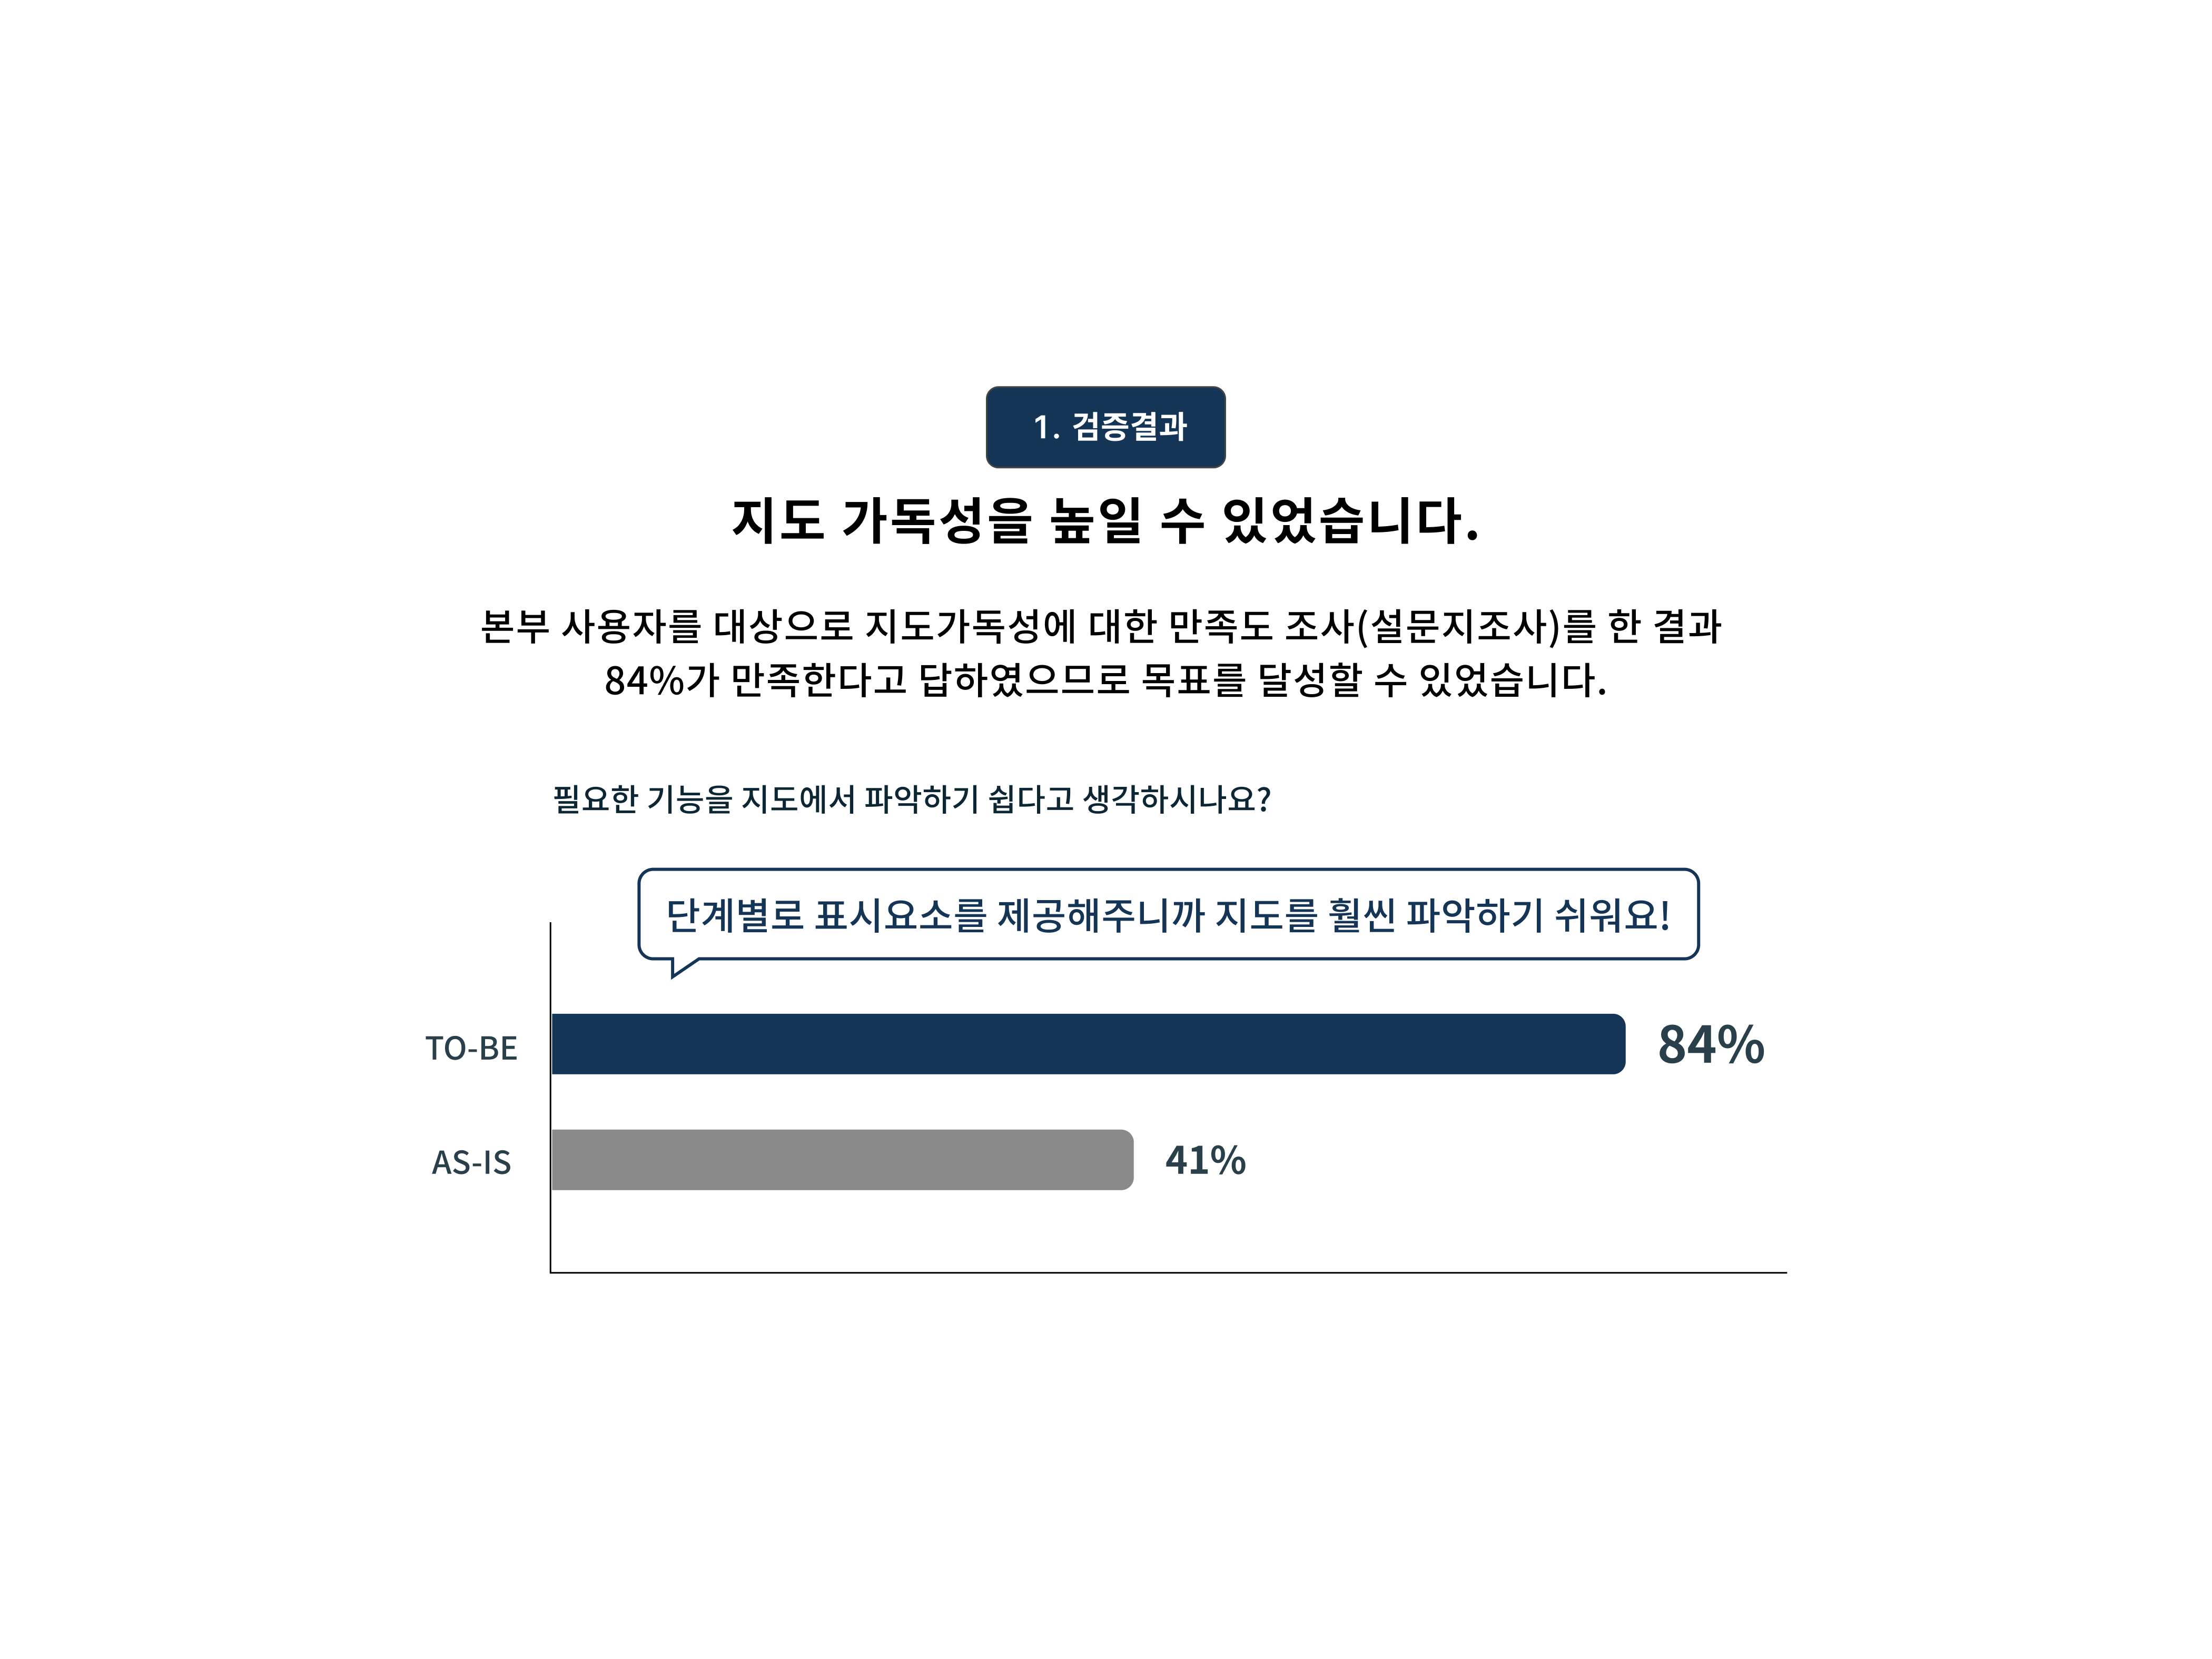 1. 검증결과
지도 가독성을 높일 수 있었습니다.
본부 사용자를 대상으로 지도가독성에 대한 만족도 조사(설문지조사)를 한 결과
84%가 만족한다고 답하였으므로 목표를 달성할 수 있었습니다.
필요한 기능을 지도에서 파악하기 쉽다고 생각하시나요?
단계별로 표시요소를 제공해주니까 지도를 훨씬 파악하기 쉬워요!
TO-BE 84%
AS-IS 41%